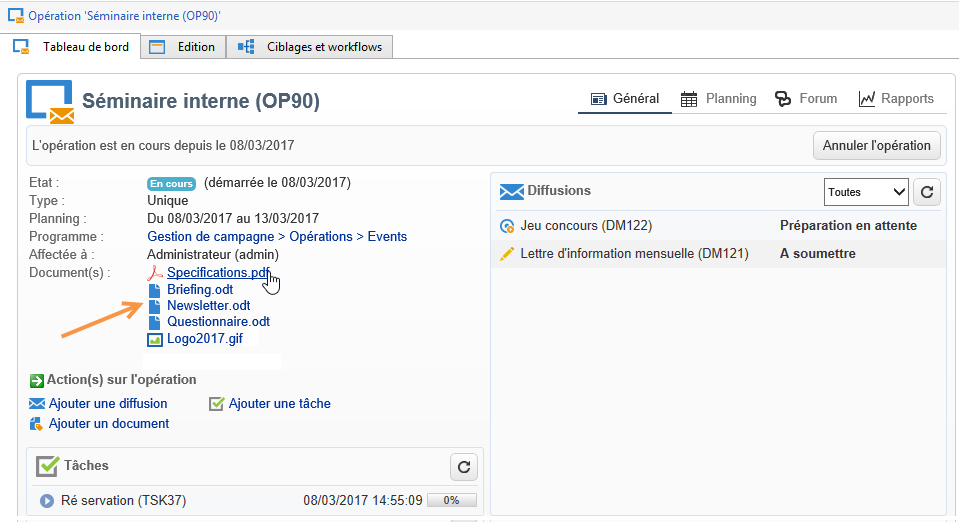 Opération 'Séminaire interne (OP90)'
Tableau de bord Edition Ciblages et workflows
Séminaire interne (OP90)
Général Planning Forum Rapports
L'opération est en cours depuis le 08/03/2017 Annuler l'opération
Etat : En cours (démarrée le 08/03/2017)
Type : Unique
Planning : Du 08/03/2017 au 13/03/2017
Programme : Gestion de campagne > Opérations > Events
Affectée à : Administrateur (admin)
Document(s) : Specifications.pdf
Briefing.odt
Newsletter.odt
Questionnaire.odt
Logo2017.gif
Action(s) sur l'opération
Ajouter une diffusion Ajouter une tâche
Ajouter un document
Tâches
Ré servation (TSK37) 08/03/2017 14:55:09 0%
Diffusions Toutes
Jeu concours (DM122) Préparation en attente
Lettre d'information mensuelle (DM121) A soumettre